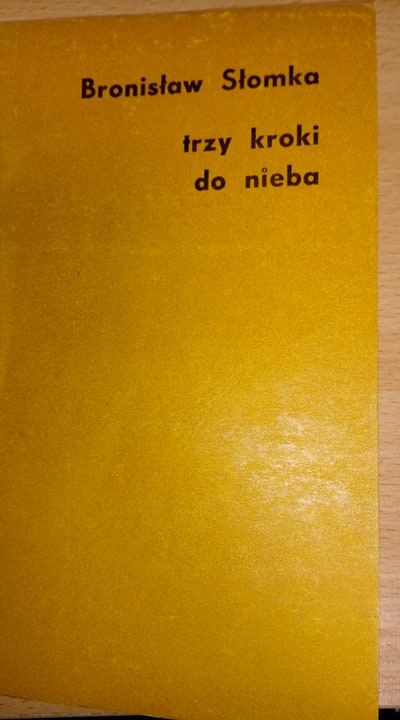 Bronisław Słomka
trzy kroki
do nieba